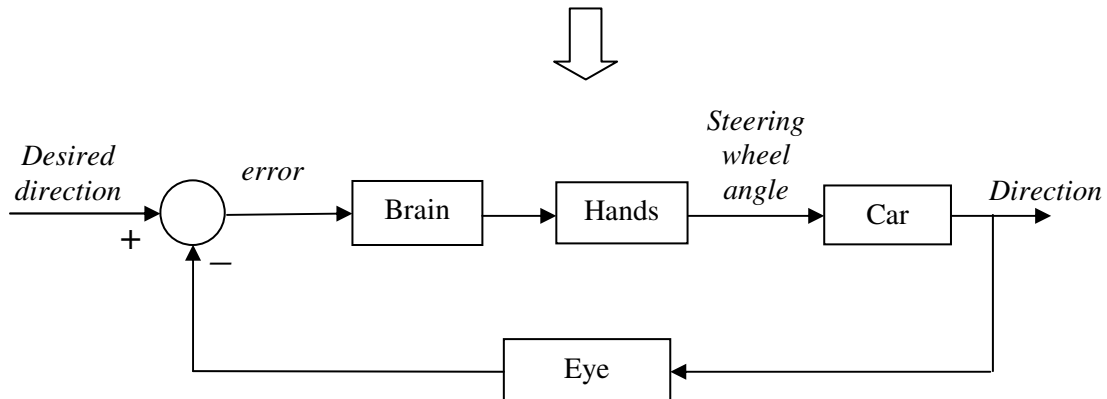 Steering
wheel
angle
Desired
direction
error
Brain
Hands
Car
Direction
+
−
Eye